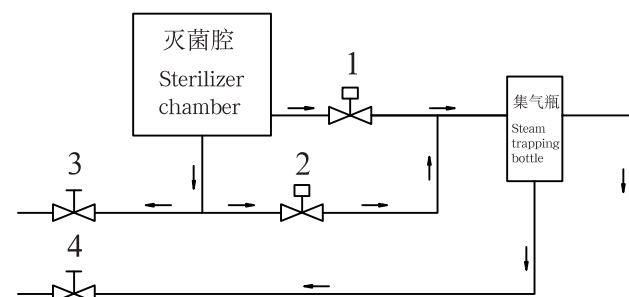 灭菌腔
Sterilizer
chamber
1
集气瓶
Steam
trapping
bottle
3
2
4